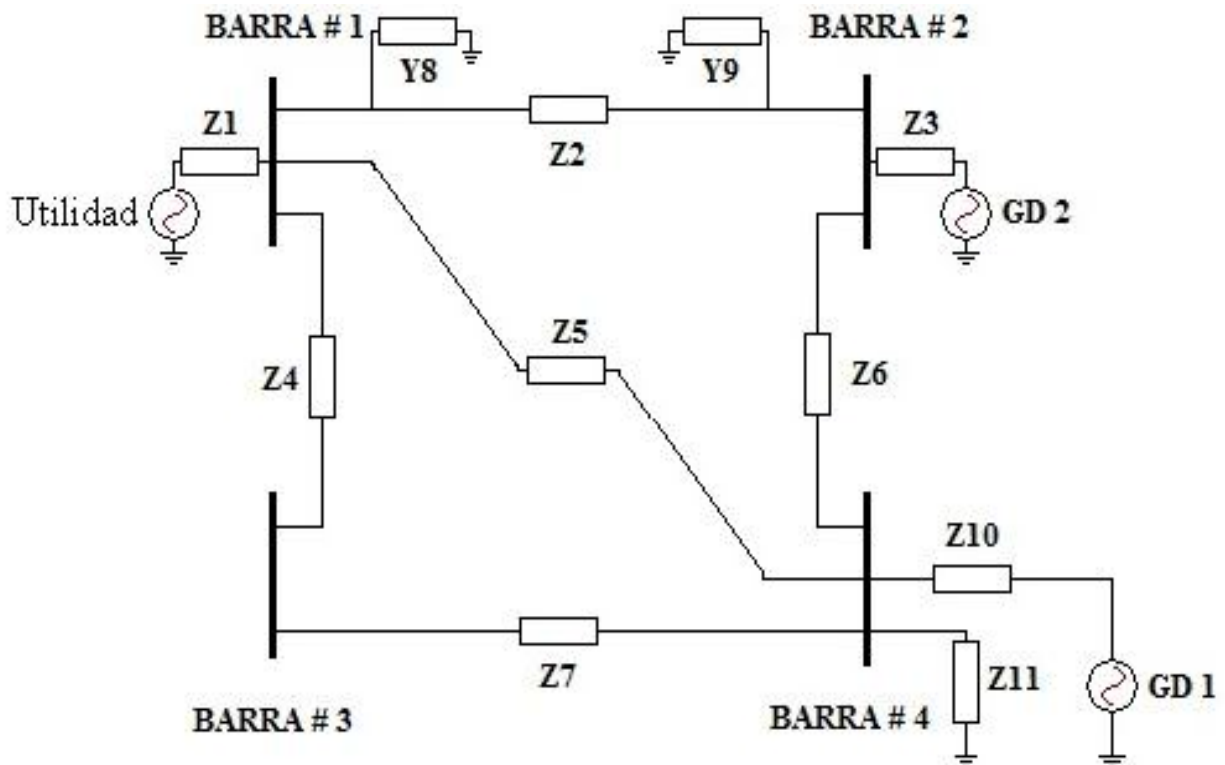 BARRA # 1
Y8
Y9
BARRA # 2
Z1
Z2
Z3
Utilidad
GD 2
Z4
Z5
Z6
Z10
Z7
Z11
GD 1
BARRA # 3
BARRA # 4